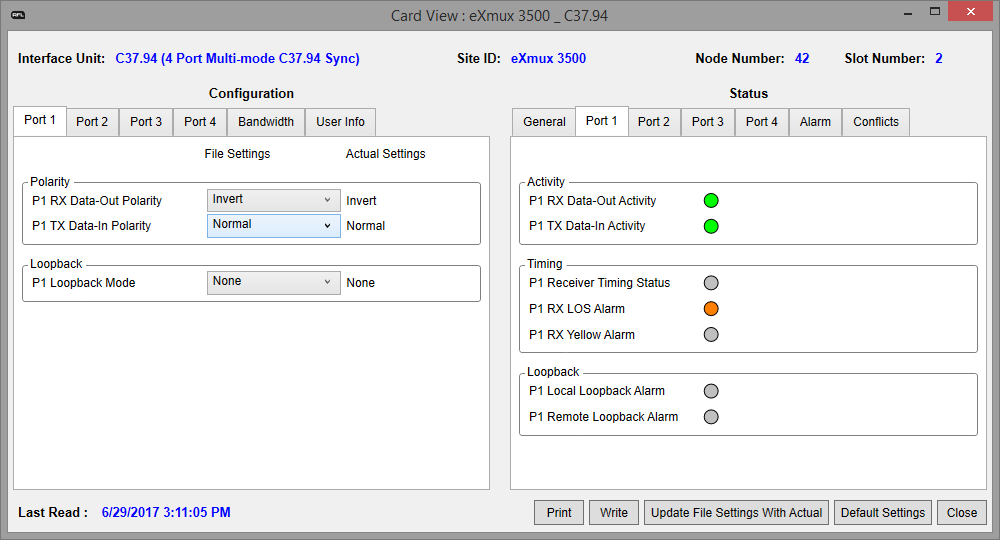 AFL
Card View : eXmux 3500 _ C37.94
Interface Unit: C37.94 (4 Port Multi-mode C37.94 Sync) Site ID: eXmux 3500 Node Number: 42 Slot Number: 2
Configuration
Port 1 Port 2 Port 3 Port 4 Bandwidth User Info
File Settings Actual Settings
Polarity
P1 RX Data-Out Polarity Invert Invert
P1 TX Data-In Polarity Normal Normal
Loopback
P1 Loopback Mode None None
Status
General Port 1 Port 2 Port 3 Port 4 Alarm Conflicts
Activity
P1 RX Data-Out Activity
P1 TX Data-In Activity
Timing
P1 Receiver Timing Status
P1 RX LOS Alarm
P1 RX Yellow Alarm
Loopback
P1 Local Loopback Alarm
P1 Remote Loopback Alarm
Last Read : 6/29/2017 3:11:05 PM
Print Write Update File Settings With Actual Default Settings Close